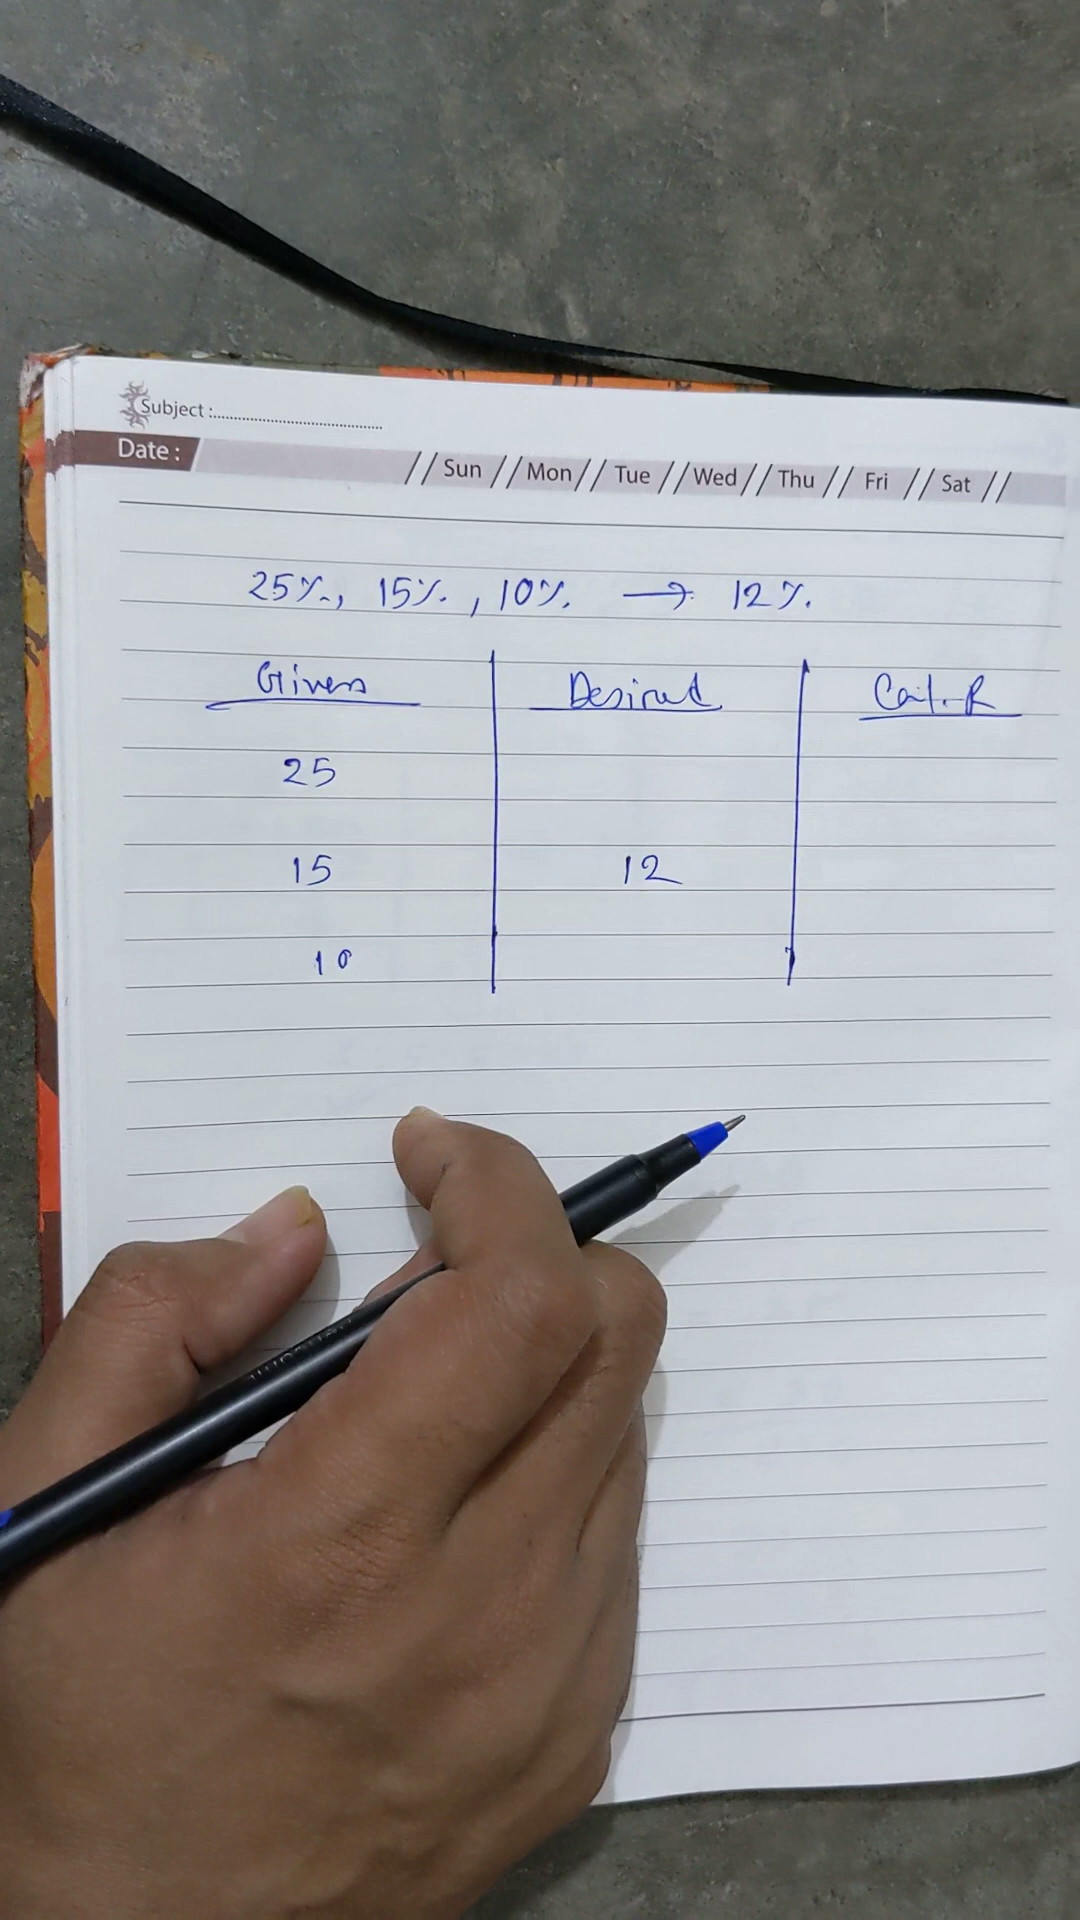 Subject :
Date : // Sun // Mon // Tue // Wed // Thu // Fri // Sat //
25%, 15%, 10% → 12%
Given Desired Cal. R
25
15 12
10